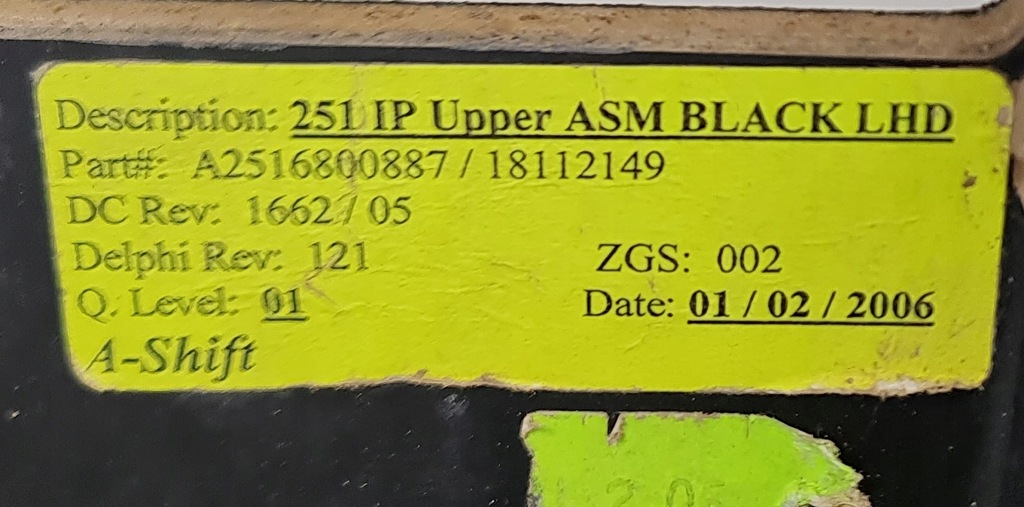 Description: 251 IP Upper ASM BLACK LHD
Part#: A2516800887 / 18112149
DC Rev: 1662 / 05
Delphi Rev: 121 ZGS: 002
Q. Level: 01 Date: 01 / 02 / 2006
A-Shift